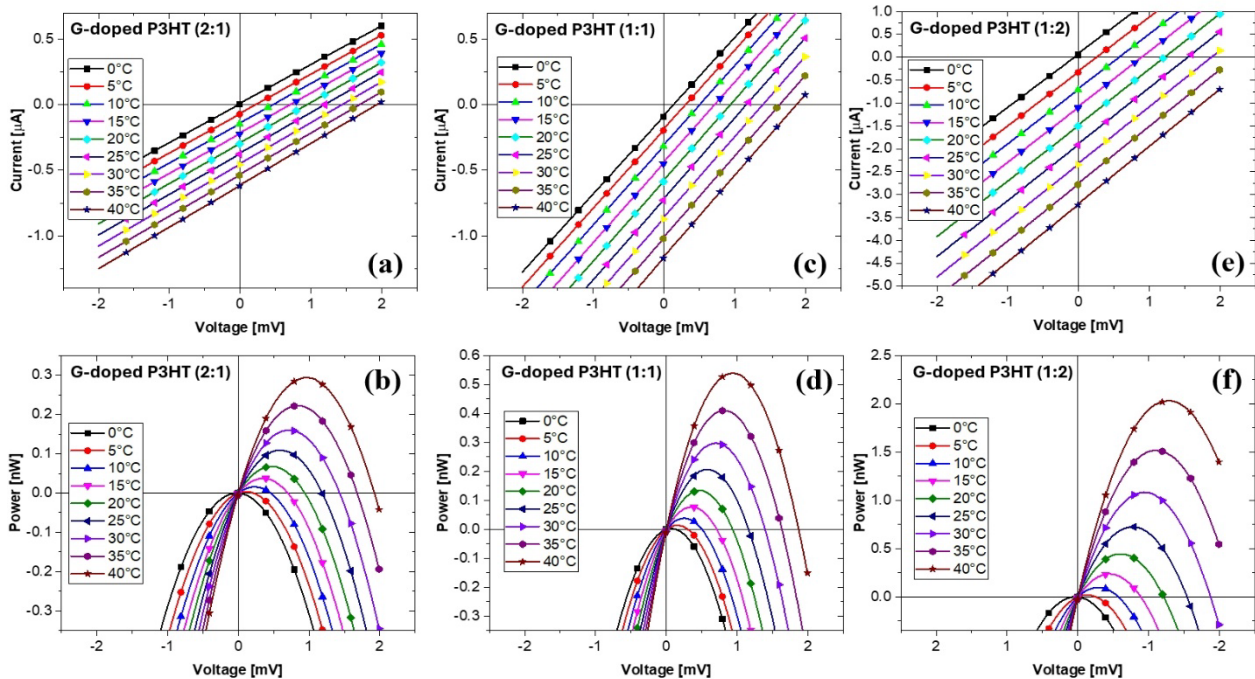 G-doped P3HT (2:1)
0°C
5°C
10°C
15°C
20°C
25°C
30°C
35°C
40°C
(a)
0.5
0.0
-0.5
-1.0
Current [μA]
-2 -1 0 1 2
Voltage [mV]
G-doped P3HT (1:1)
0°C
5°C
10°C
15°C
20°C
25°C
30°C
35°C
40°C
(c)
0.5
0.0
-0.5
-1.0
Current [μA]
-2 -1 0 1 2
Voltage [mV]
G-doped P3HT (1:2)
0°C
5°C
10°C
15°C
20°C
25°C
30°C
35°C
40°C
(e)
1.0
0.5
0.0
-0.5
-1.0
-1.5
-2.0
-2.5
-3.0
-3.5
-4.0
-4.5
-5.0
Current [μA]
-2 -1 0 1 2
Voltage [mV]
G-doped P3HT (2:1)
(b)
0°C
5°C
10°C
15°C
20°C
25°C
30°C
35°C
40°C
0.3
0.2
0.1
0.0
-0.1
-0.2
-0.3
Power [nW]
-2 -1 0 1 2
Voltage [mV]
G-doped P3HT (1:1)
(d)
0°C
5°C
10°C
15°C
20°C
25°C
30°C
35°C
40°C
0.6
0.5
0.4
0.3
0.2
0.1
0.0
-0.1
-0.2
-0.3
Power [nW]
-2 -1 0 1 2
Voltage [mV]
G-doped P3HT (1:2)
(f)
0°C
5°C
10°C
15°C
20°C
25°C
30°C
35°C
40°C
2.5
2.0
1.5
1.0
0.5
0.0
Power [nW]
2 1 0 -1 -2
Voltage [mV]